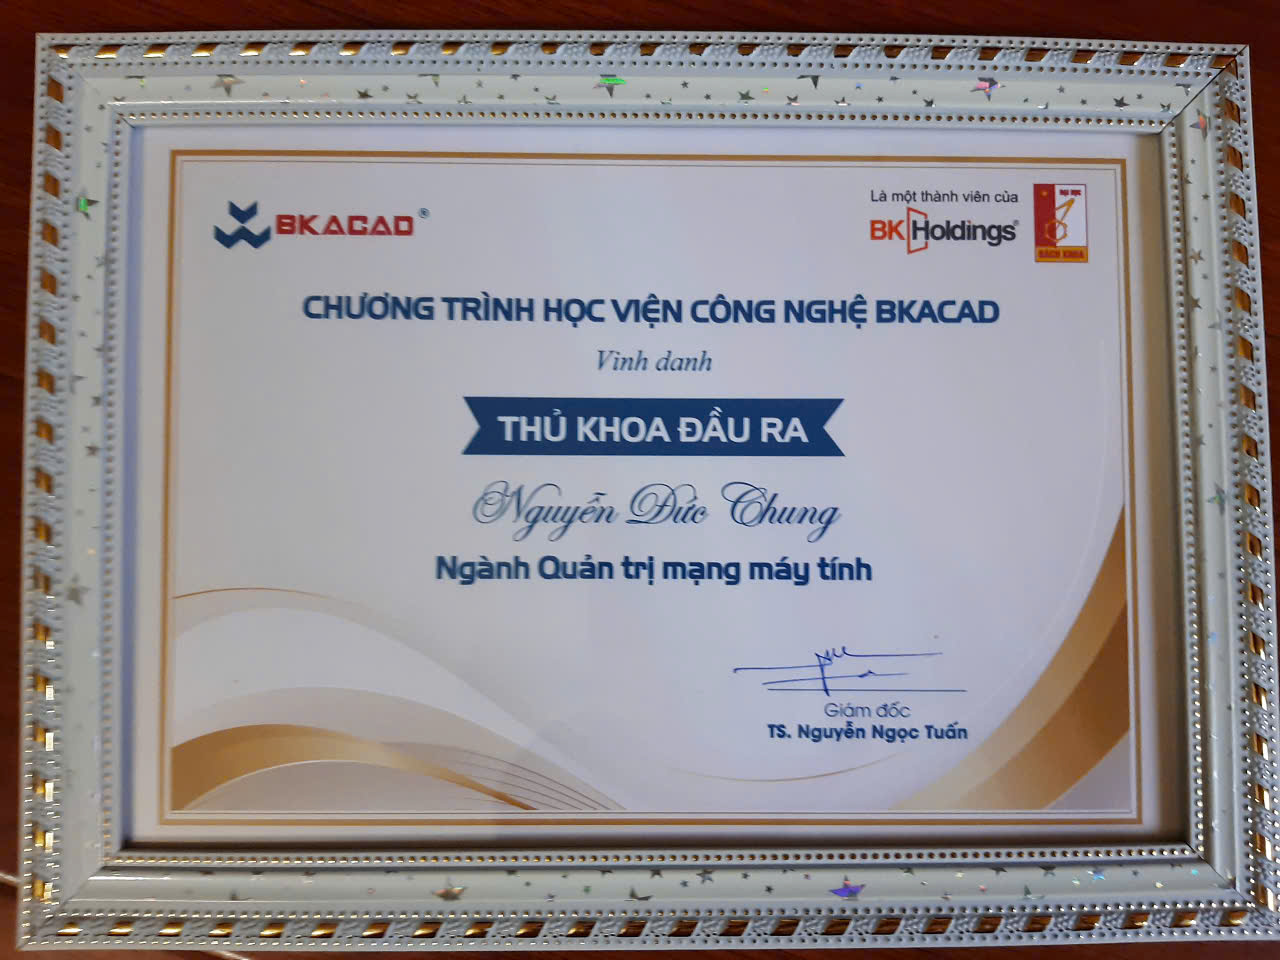 BKACAD®
Là một thành viên của
BK Holdings®
ĐẠI HỌC
BÁCH KHOA
CHƯƠNG TRÌNH HỌC VIỆN CÔNG NGHỆ BKACAD
Vinh danh
THỦ KHOA ĐẦU RA
Nguyễn Đức Chung
Ngành Quản trị mạng máy tính
Giám đốc
TS. Nguyễn Ngọc Tuấn